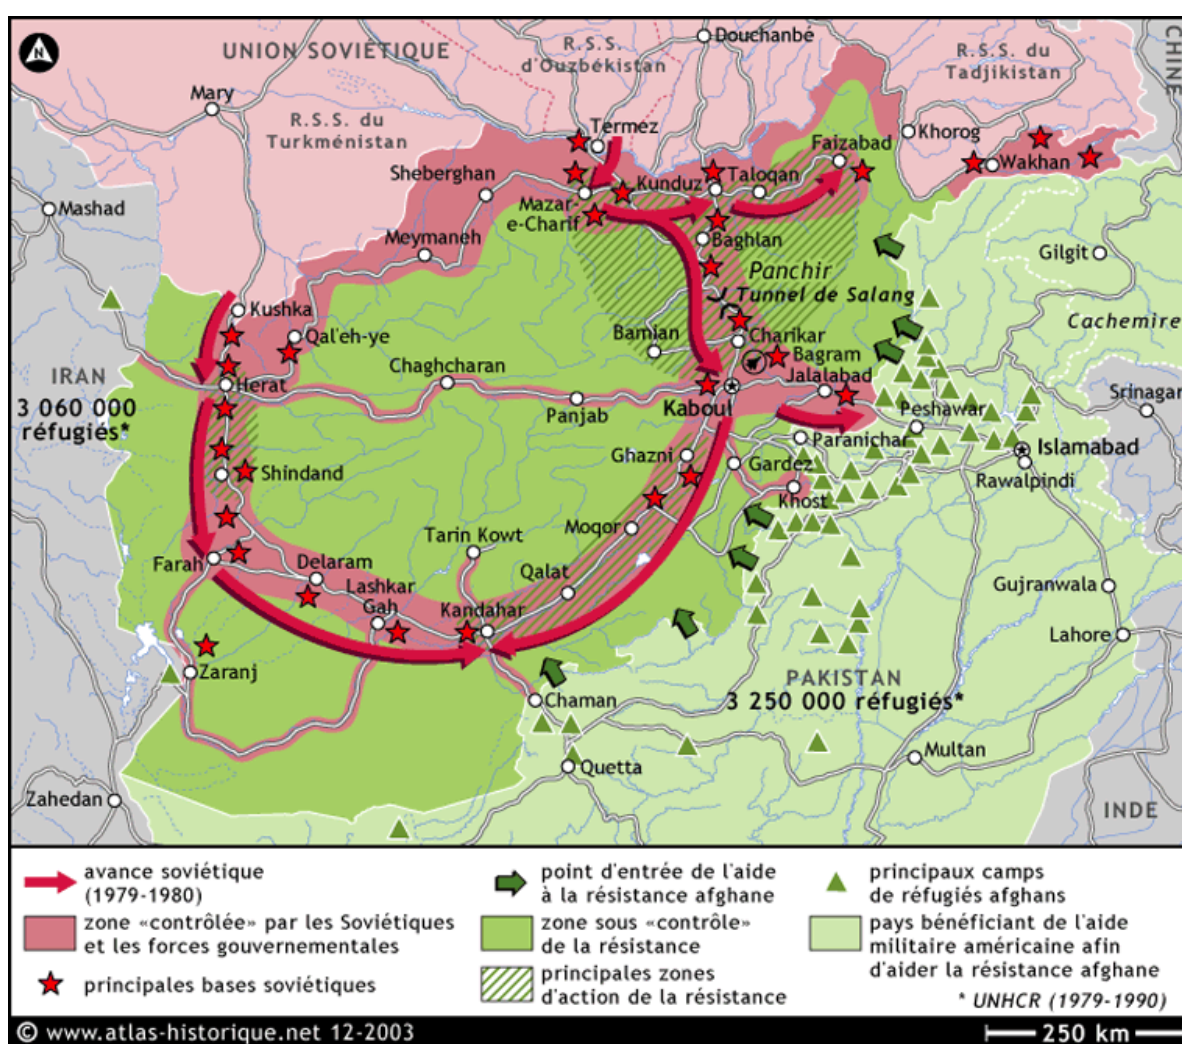 N
UNION SOVIÉTIQUE
R.S.S.
d'Ouzbékistan
Douchanbé
R.S.S. du
Tadjikistan
CHINE
Mary
R.S.S. du
Turkménistan
Termez
Khorog
Faizabad
Wakhan
Sheberghan
Kunduz
Taloqan
Mazar-
e-Charif
Mashad
Meymaneh
Baghlan
Gilgit
Panchir
Tunnel de Salang
Kushka
Qal'eh-ye
Bamian
Charikar
Cachemire
Bagram
Chaghcharan
Jalalabad
IRAN
3 060 000
réfugiés*
Herat
Panjab
Kaboul
Peshawar
Srinagar
Paranichar
Islamabad
Ghazni
Gardez
Shindand
Rawalpindi
Khost
Moqor
Tarin Kowt
Farah
Delaram
Qalat
Lashkar
Gah
Gujranwala
Kandahar
Lahore
Zaranj
PAKISTAN
3 250 000 réfugiés*
Chaman
Multan
Quetta
Zahedan
INDE
avance soviétique
(1979-1980)
zone «contrôlée» par les Soviétiques
et les forces gouvernementales
principales bases soviétiques
point d'entrée de l'aide
à la résistance afghane
zone sous «contrôle»
de la résistance
principales zones
d'action de la résistance
principaux camps
de réfugiés afghans
pays bénéficiant de l'aide
militaire américaine afin
d'aider la résistance afghane
* UNHCR (1979-1990)
© www.atlas-historique.net 12-2003
250 km